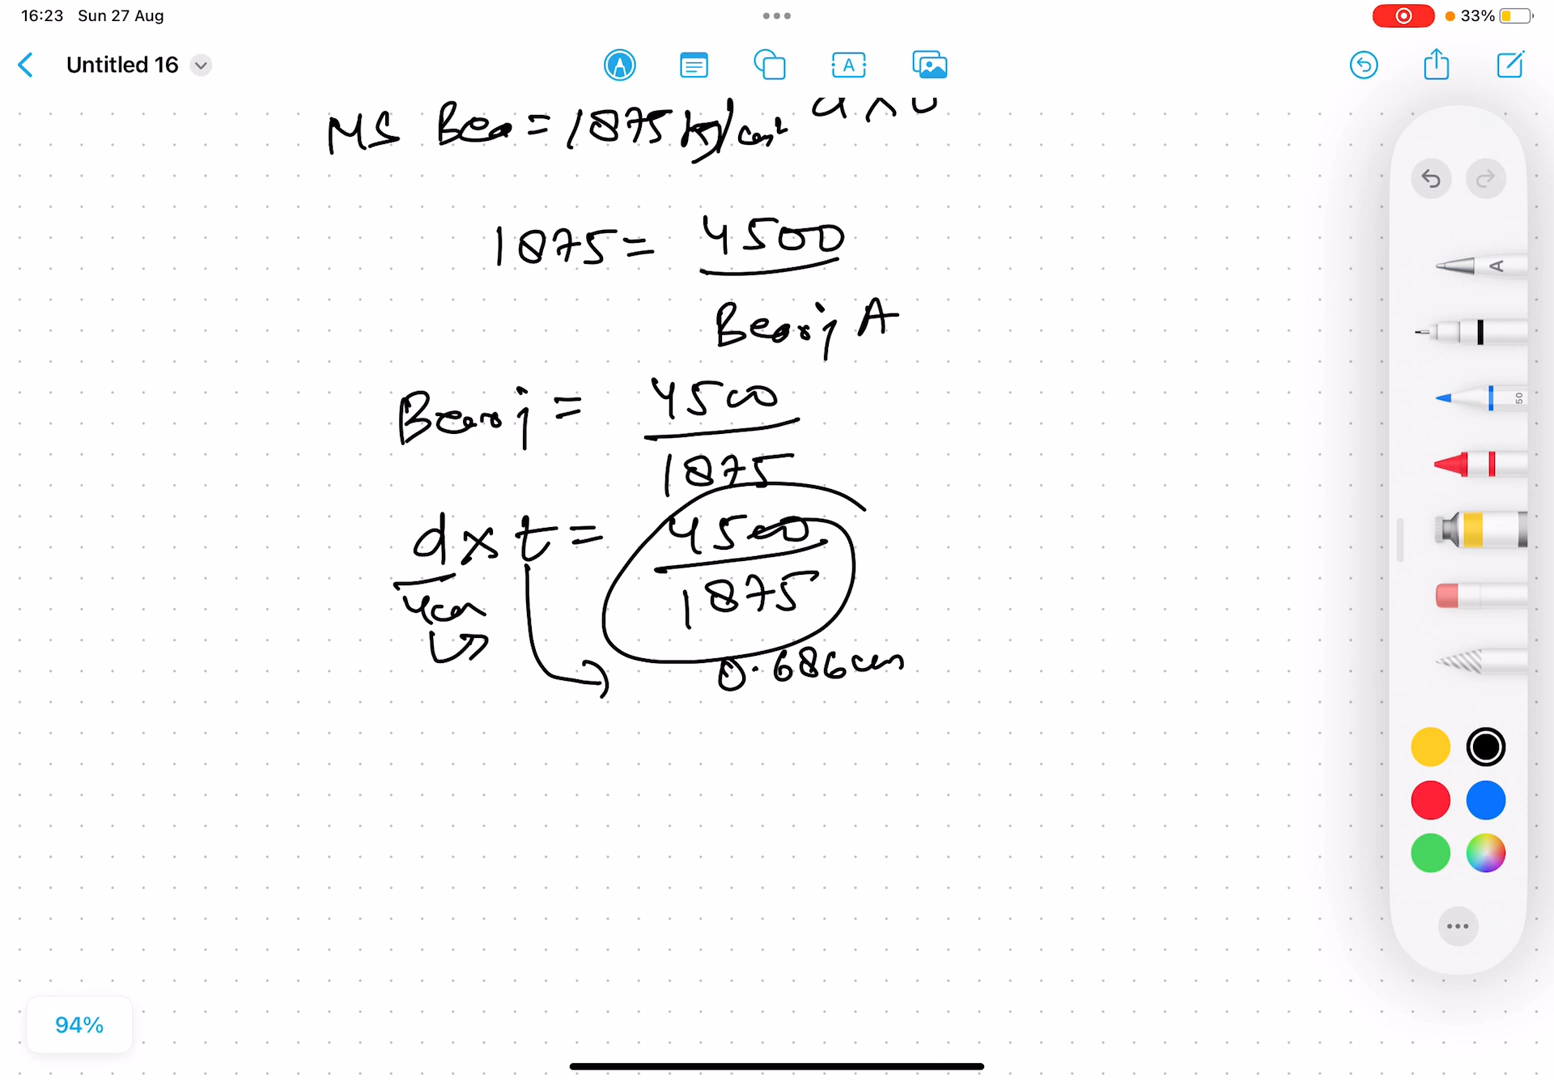 16:23 Sun 27 Aug
33%
Untitled 16
MS Bea = 1875 kg/cm²
1875 = 4500
Bearing A
Bearing = 4500
1875
d x t = 4500
1875
4cm
0.686cm
94%